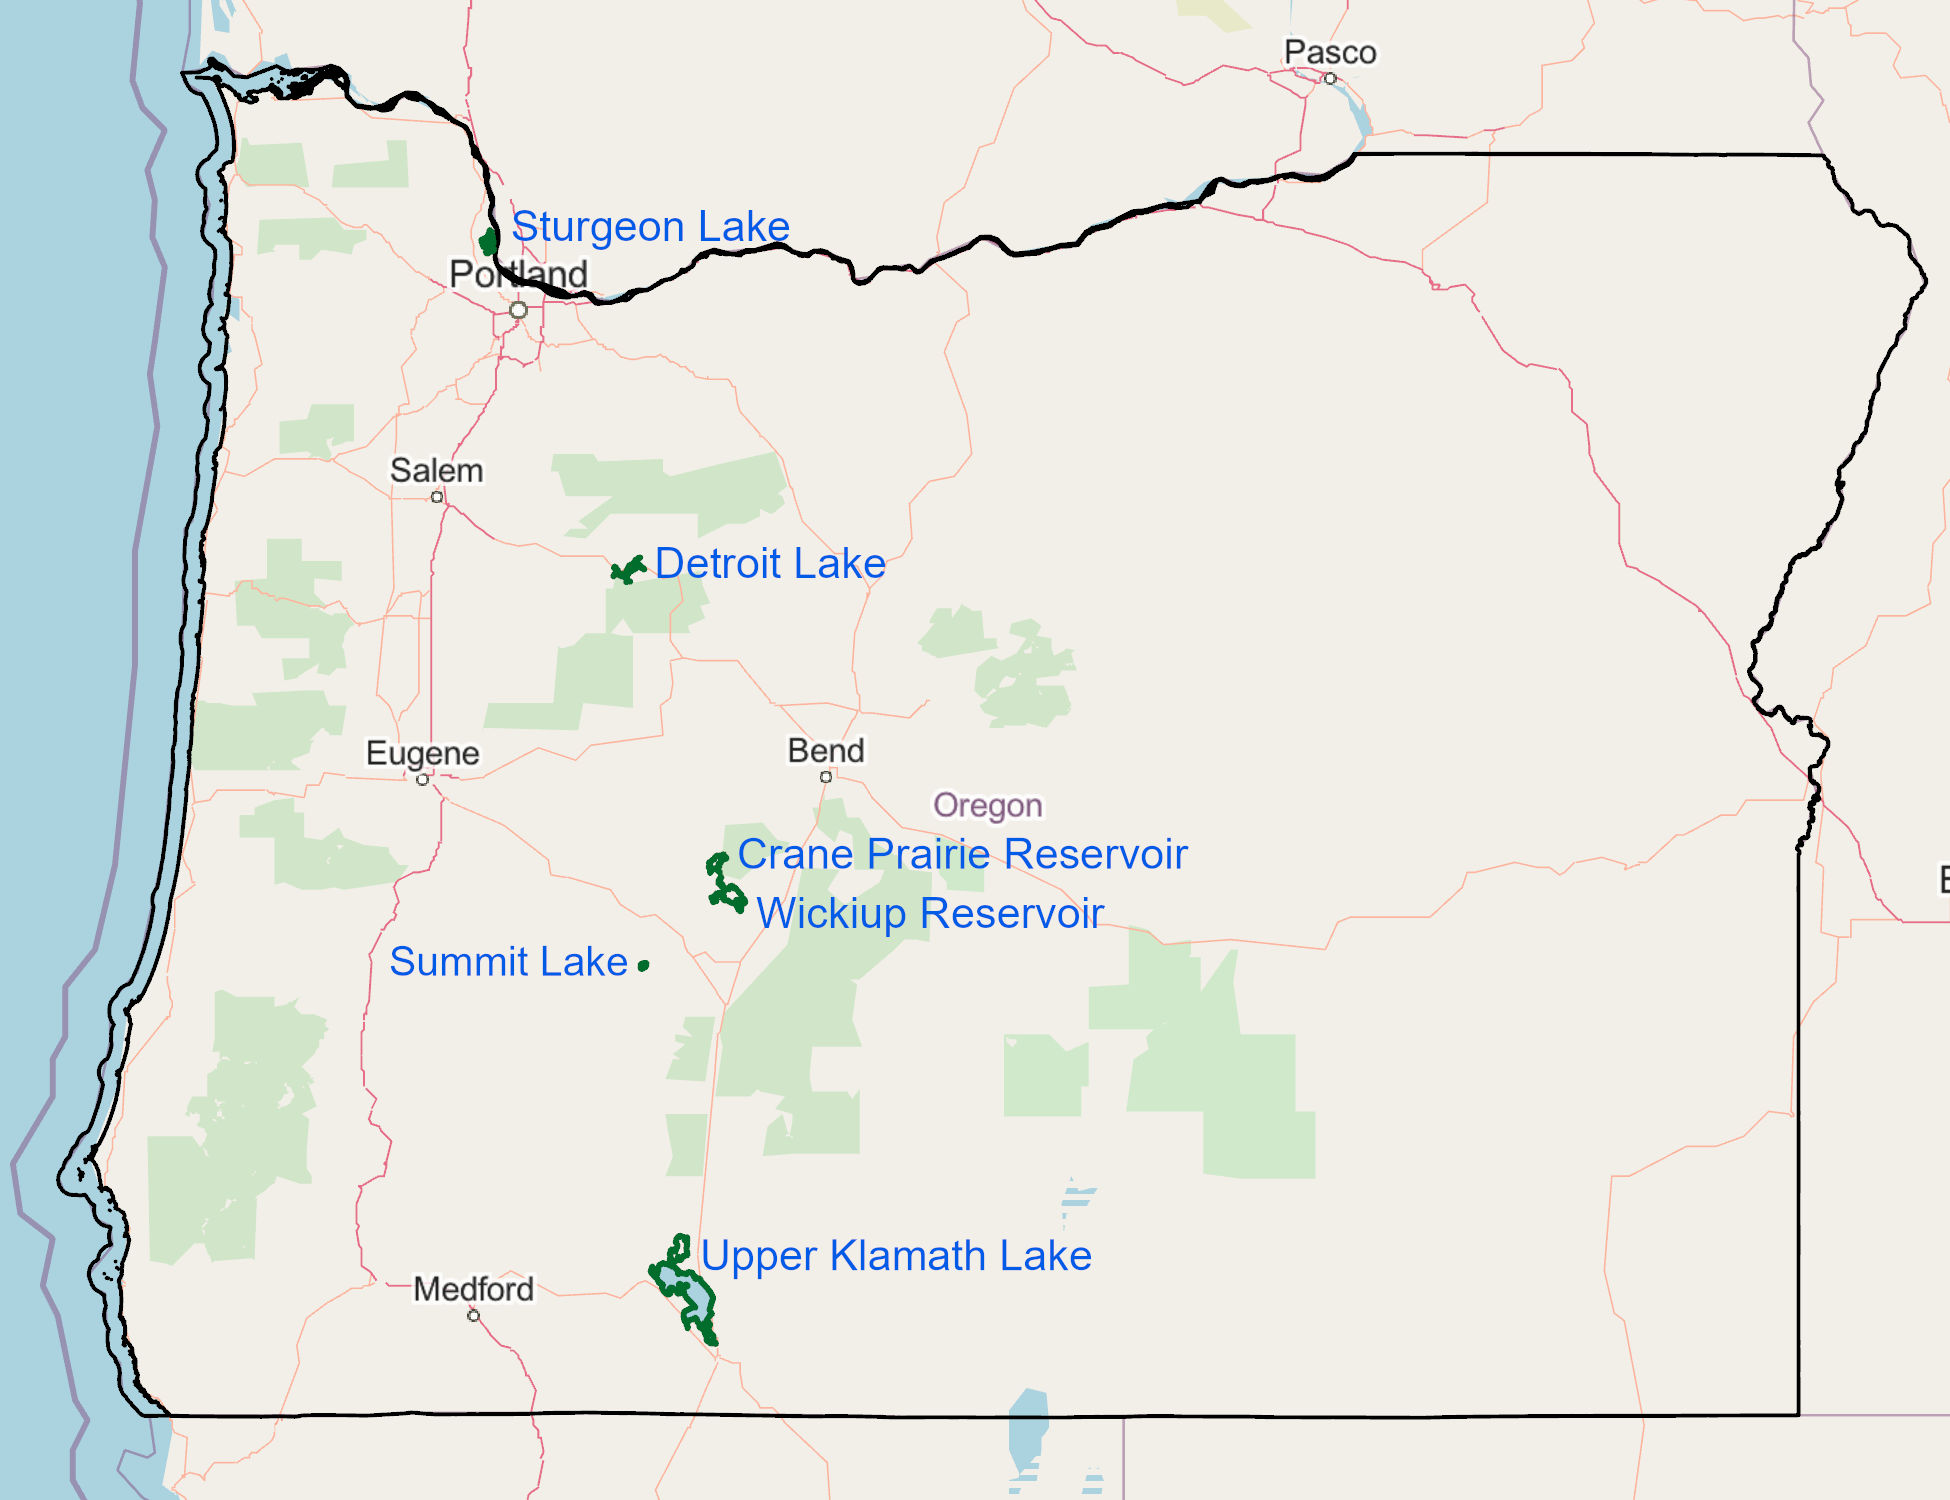 Pasco
Sturgeon Lake
Portland
Salem
Detroit Lake
Eugene
Bend
Oregon
Crane Prairie Reservoir
Wickiup Reservoir
Summit Lake
Upper Klamath Lake
Medford